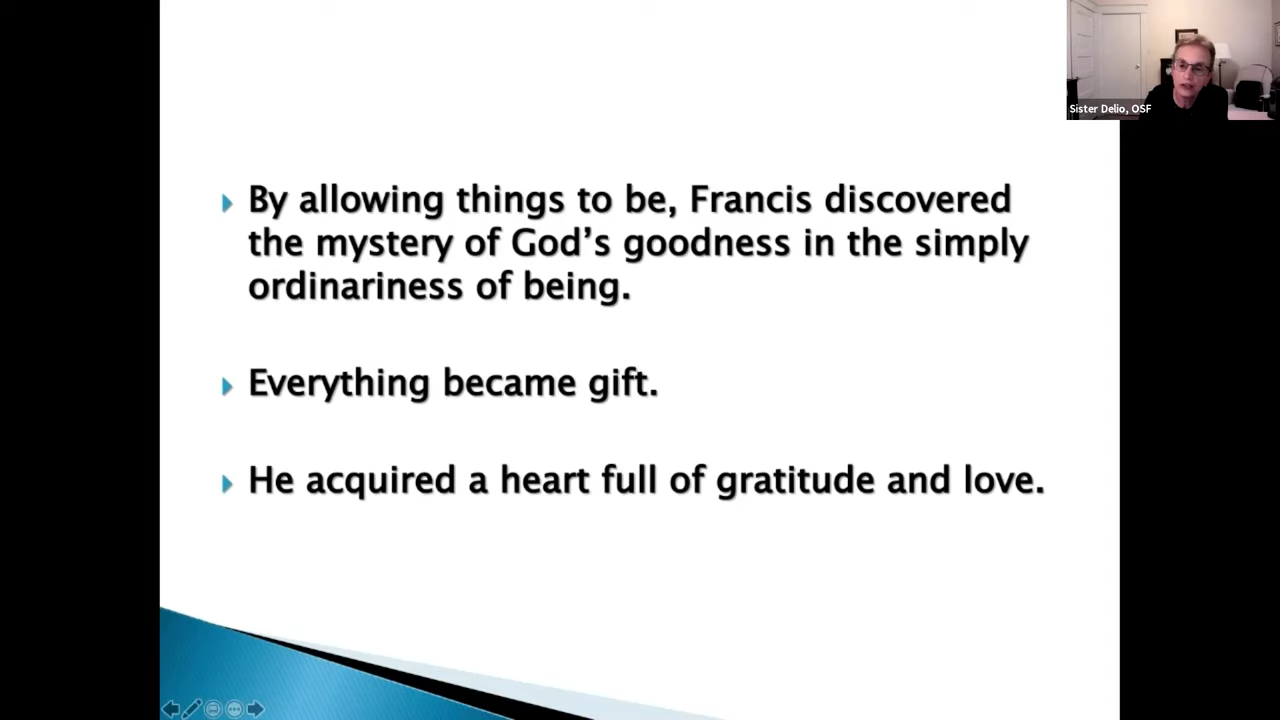 Sister Delio, OSF
By allowing things to be, Francis discovered
the mystery of God’s goodness in the simply
ordinariness of being.
Everything became gift.
He acquired a heart full of gratitude and love.